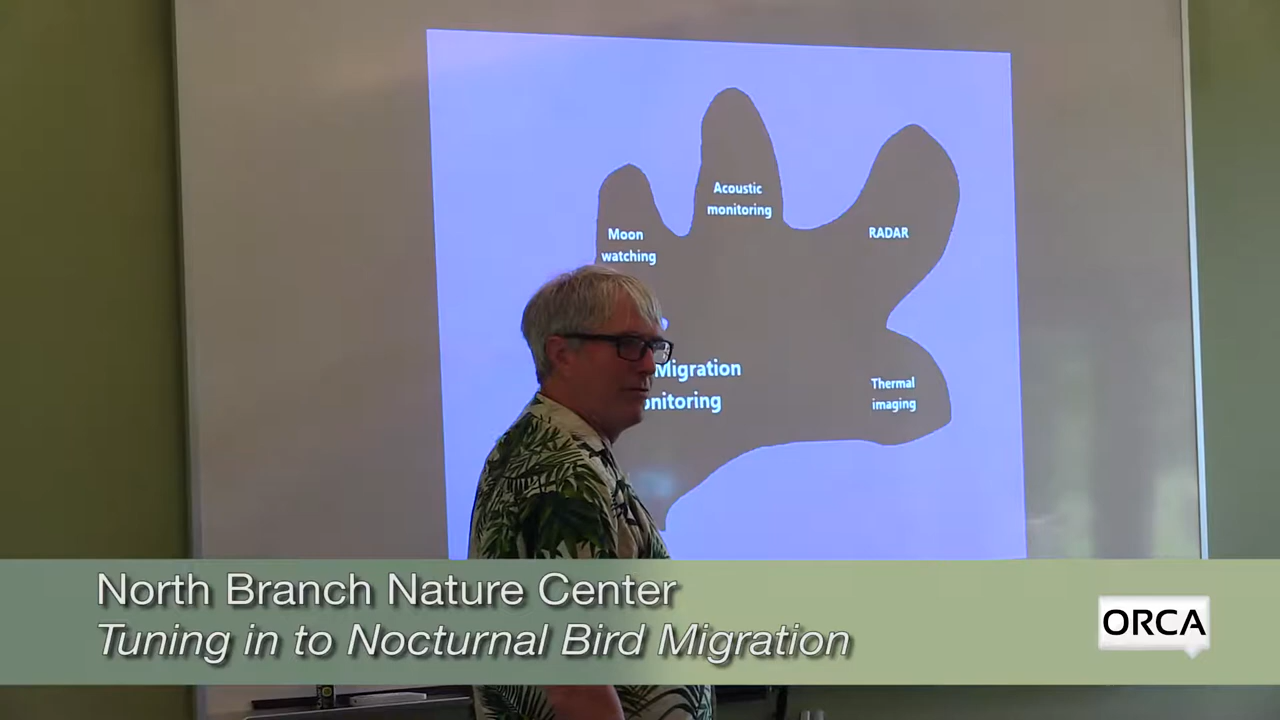 Acoustic
monitoring
Moon
watching
RADAR
Migration
Thermal
imaging
North Branch Nature Center
Tuning in to Nocturnal Bird Migration
ORCA